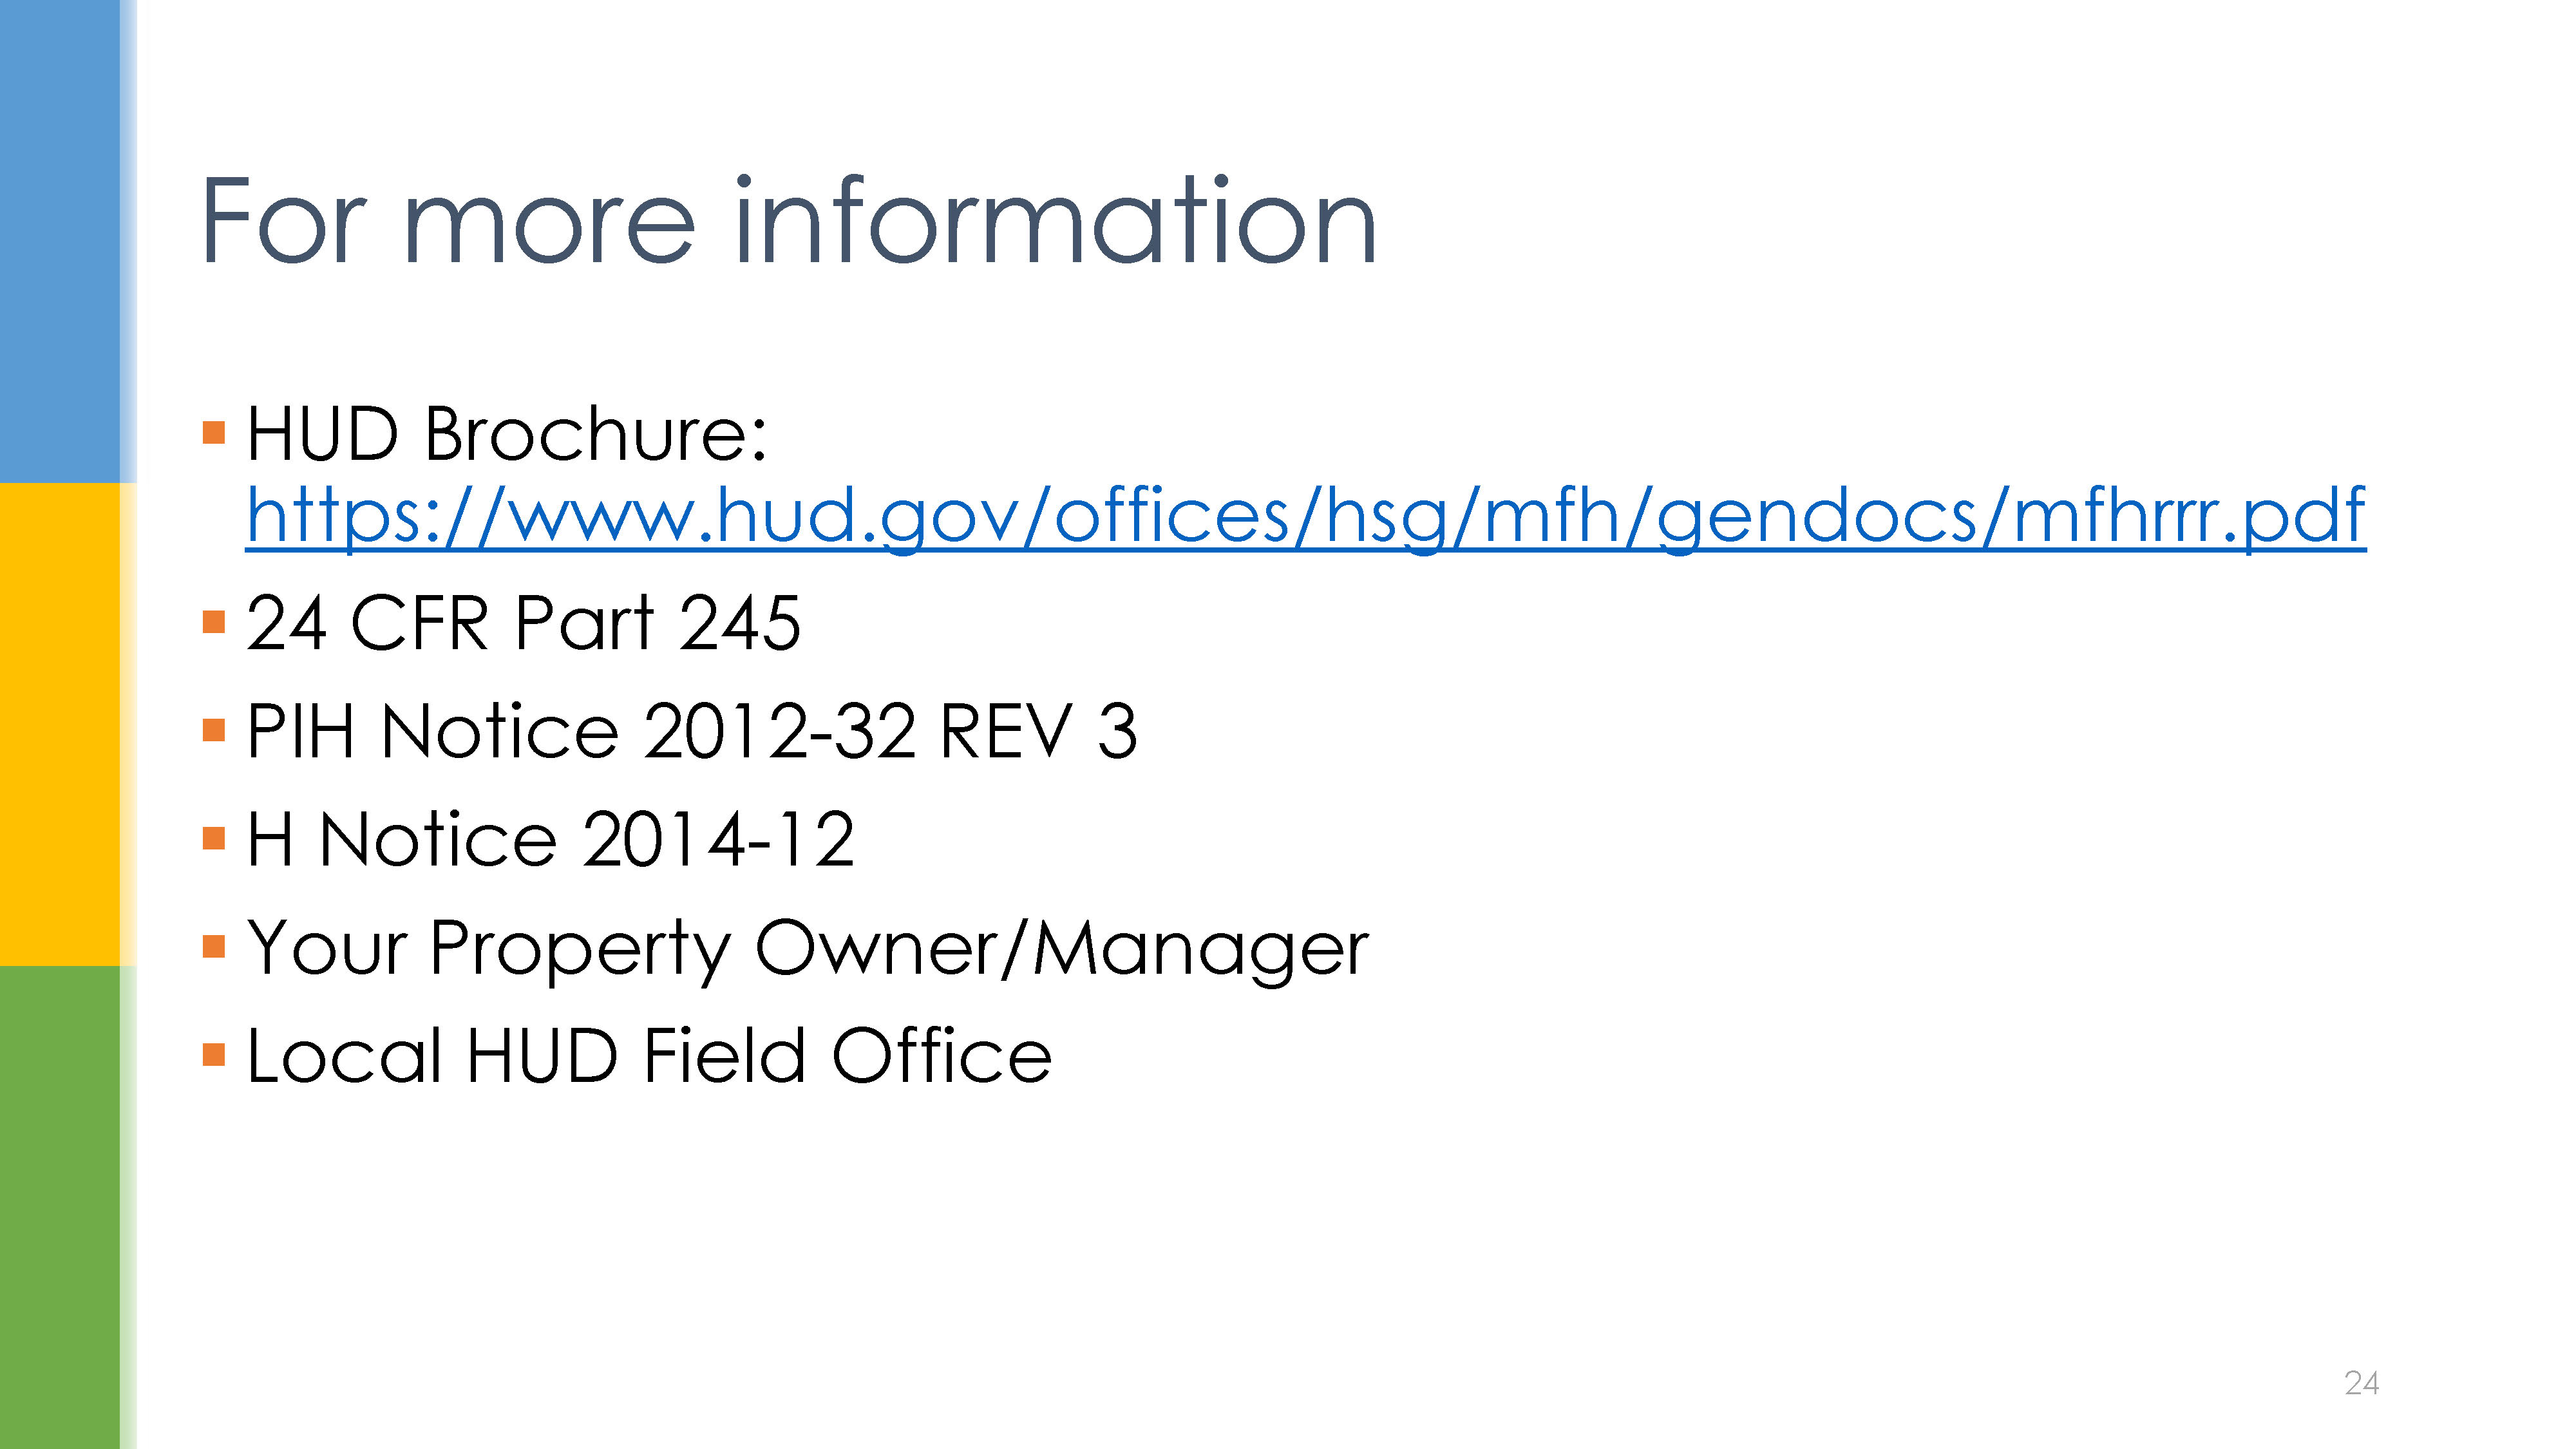 For more information
HUD Brochure:
https://www.hud.gov/offices/hsg/mfh/gendocs/mfhrrr.pdf
24 CFR Part 245
PIH Notice 2012-32 REV 3
H Notice 2014-12
Your Property Owner/Manager
Local HUD Field Office
24